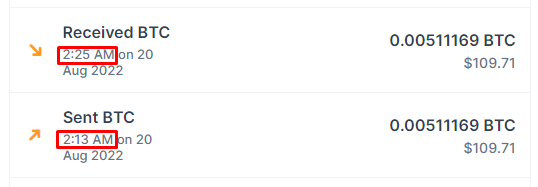 Received BTC
0.00511169 BTC
2:25 AM on 20
Aug 2022
$109.71
Sent BTC
0.00511169 BTC
2:13 AM on 20
Aug 2022
$109.71